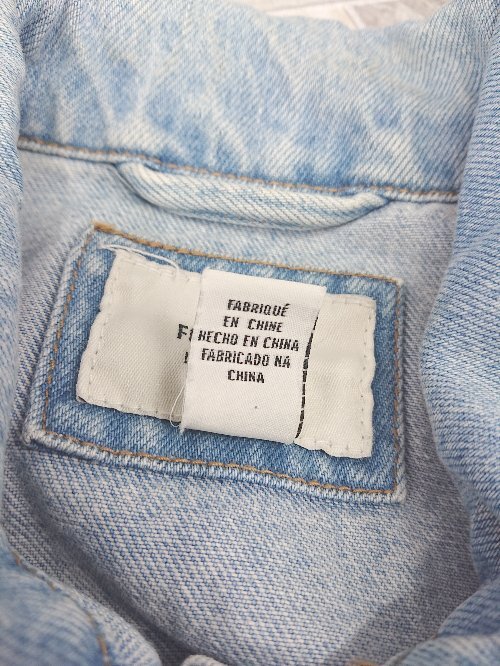 FABRIQUÉ
EN CHINE
HECHO EN CHINA
FABRICADO NA
CHINA